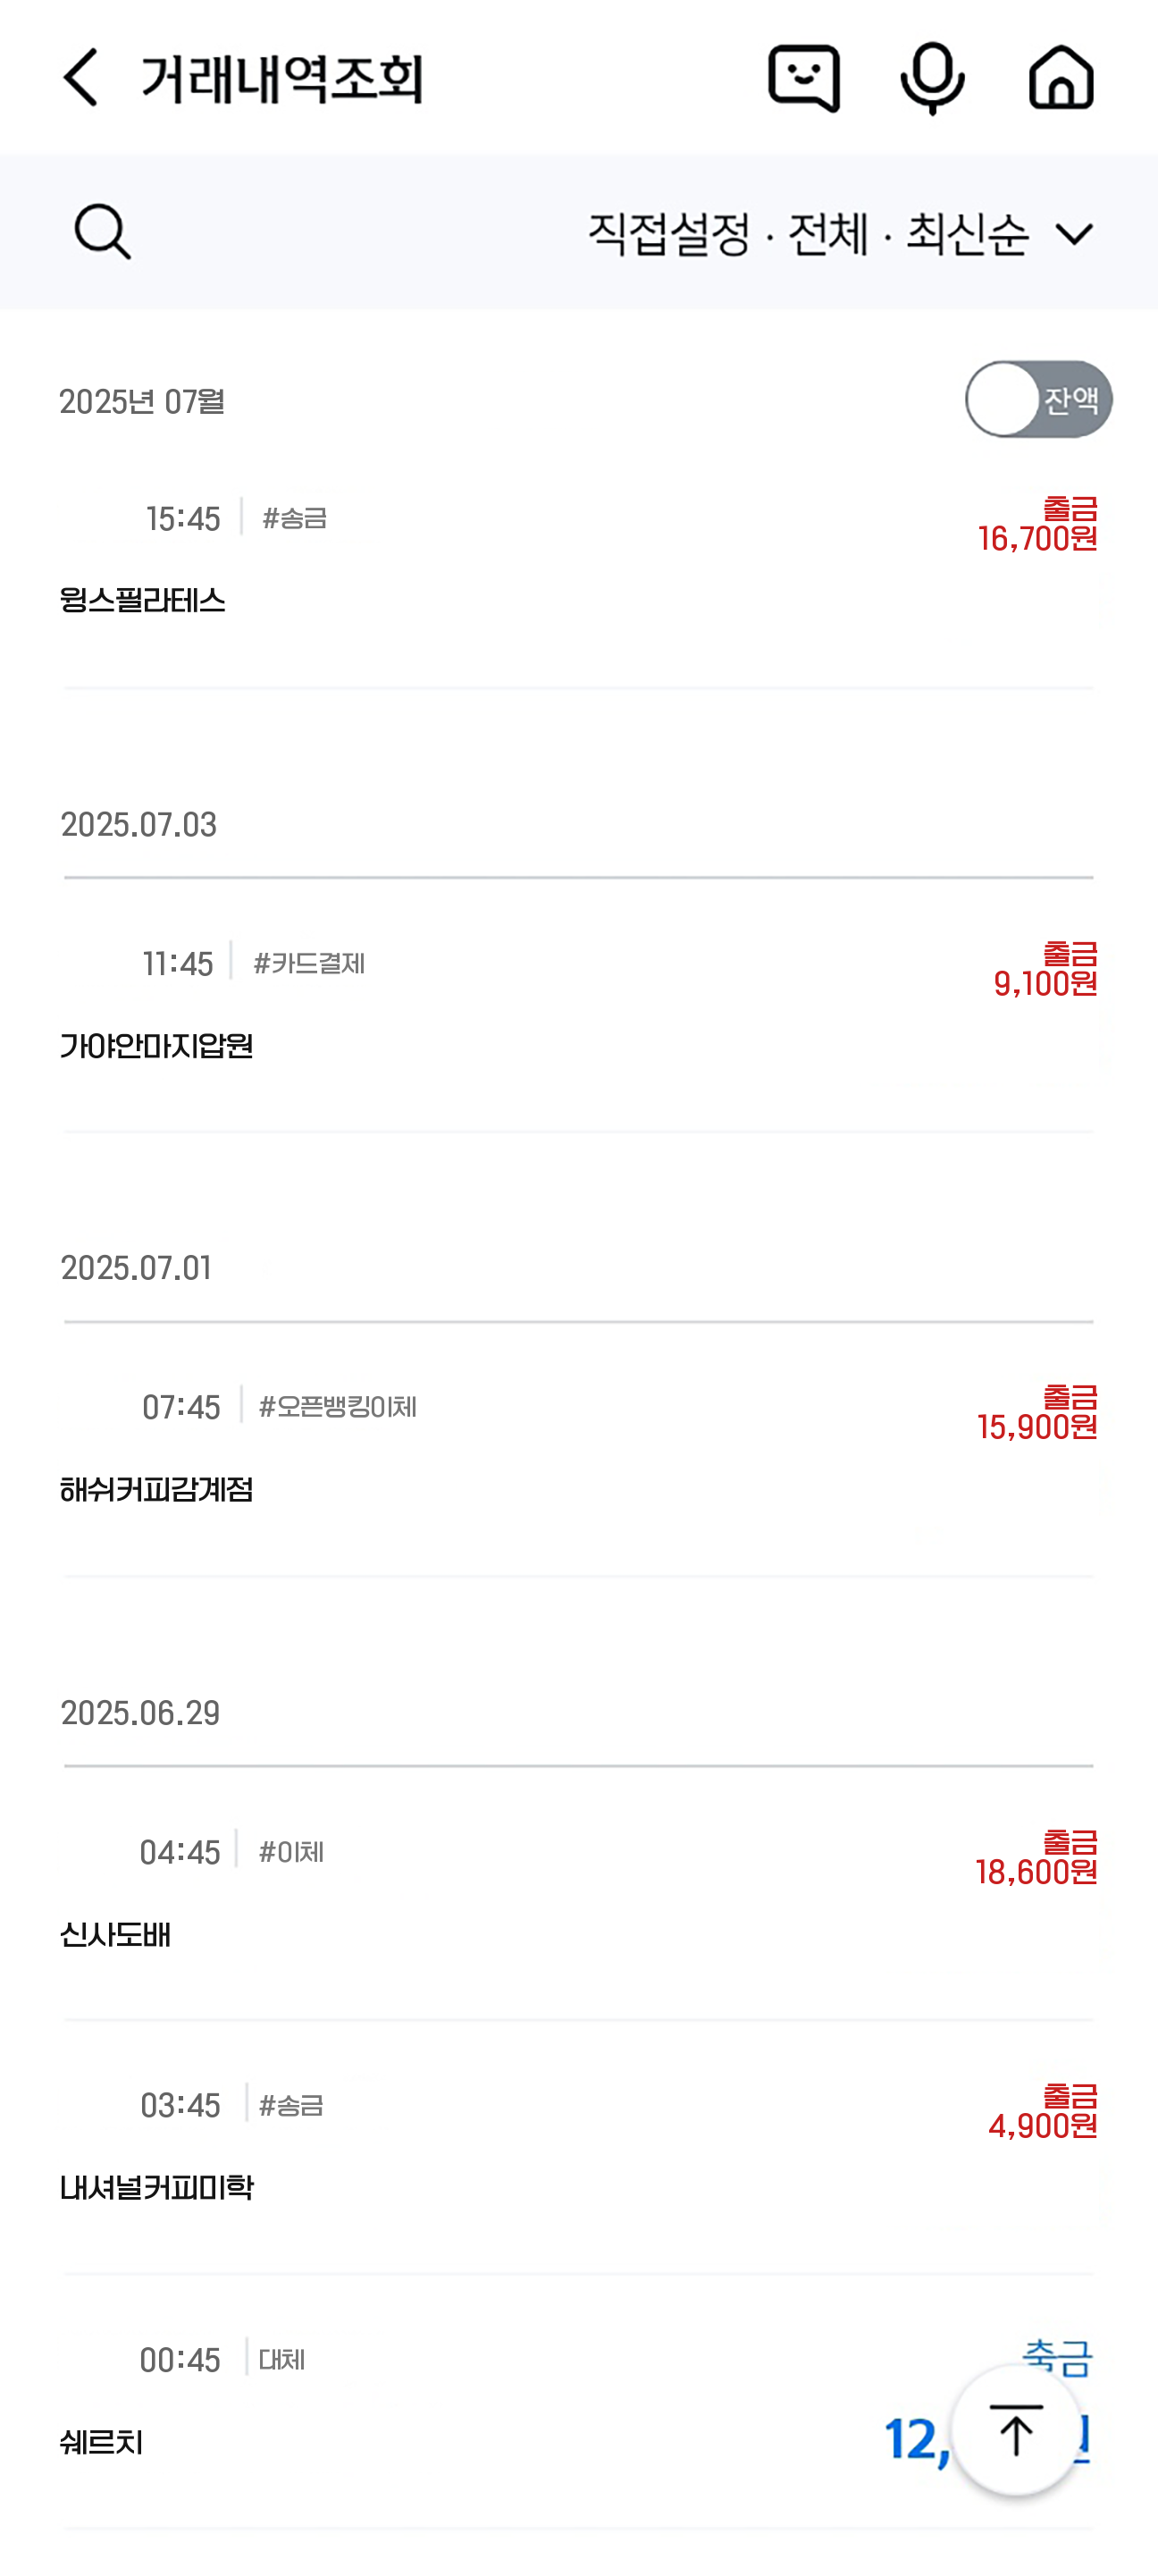 거래내역조회
직접설정 · 전체 · 최신순
2025년 07월 잔액
15:45 #송금 출금
16,700원
윙스필라테스
2025.07.03
11:45 #카드결제 출금
9,100원
가야안마지압원
2025.07.01
07:45 #오픈뱅킹이체 출금
15,900원
해쉬커피감계점
2025.06.29
04:45 #이체 출금
18,600원
신사도배
03:45 #송금 출금
4,900원
내셔널커피미학
00:45 대체
쉐르치 12,